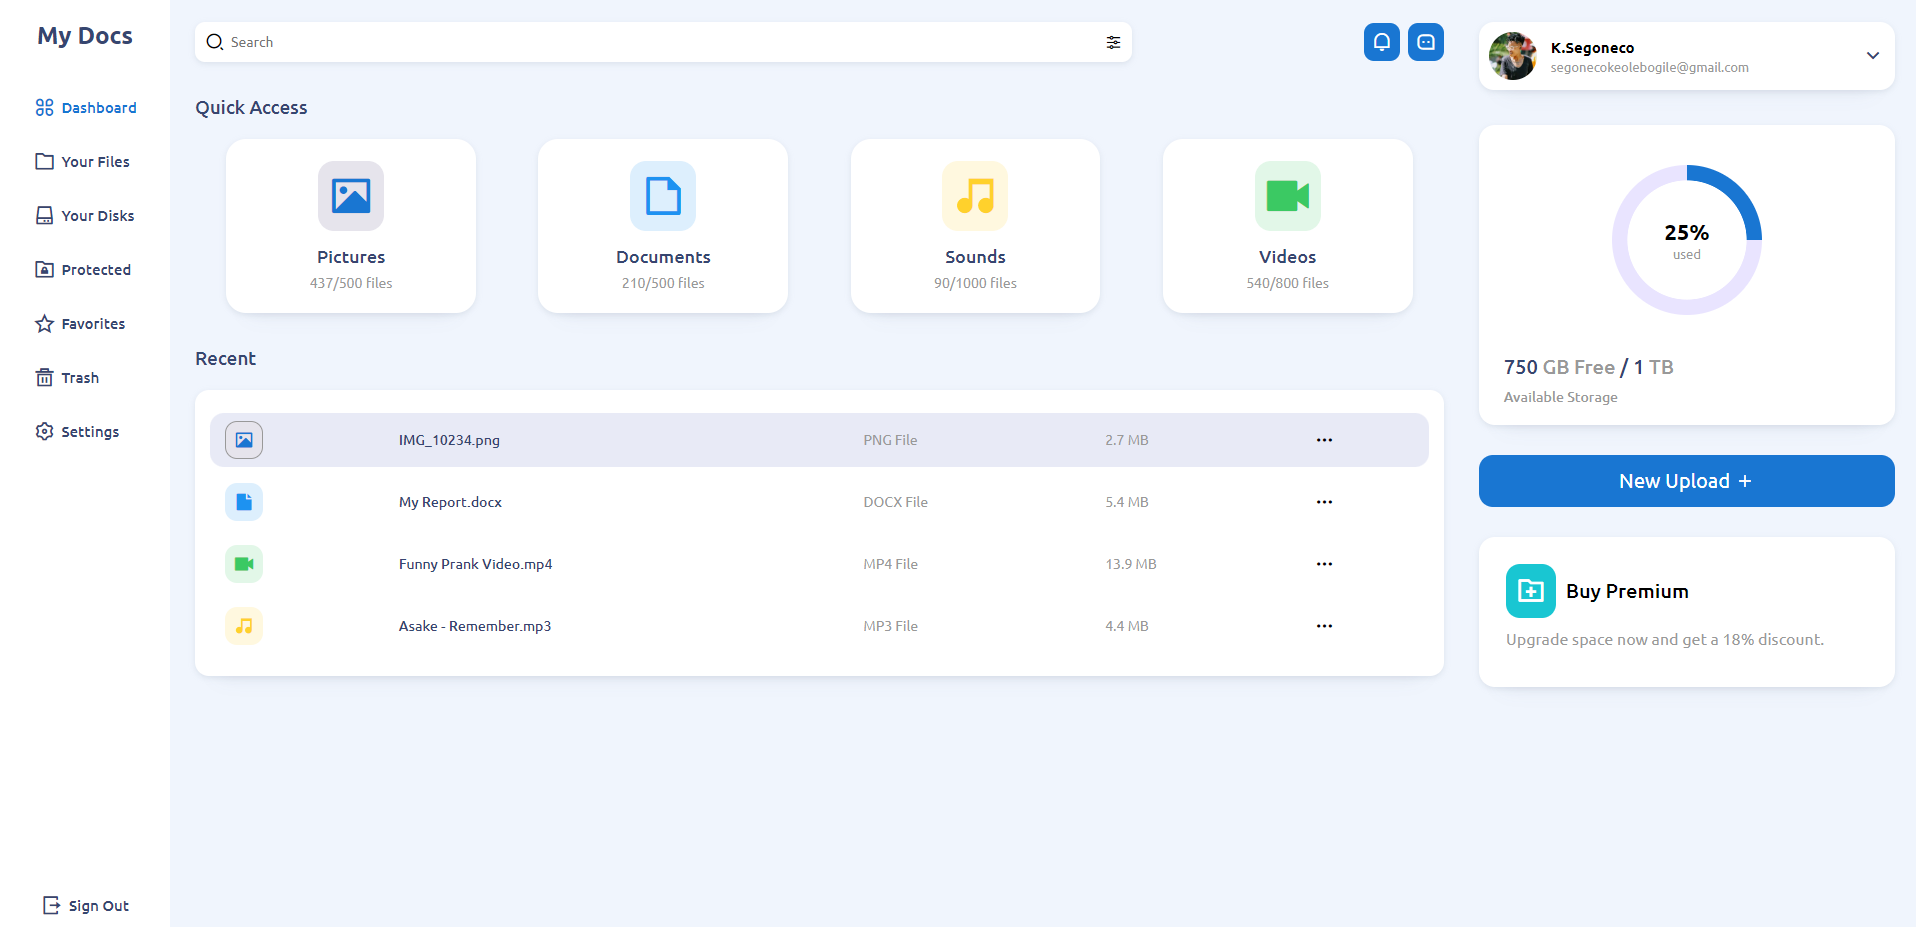 My Docs
Dashboard
Your Files
Your Disks
Protected
Favorites
Trash
Settings
Sign Out
Search
Quick Access
Pictures
437/500 files
Documents
210/500 files
Sounds
90/1000 files
Videos
540/800 files
Recent
IMG_10234.png PNG File 2.7 MB
My Report.docx DOCX File 5.4 MB
Funny Prank Video.mp4 MP4 File 13.9 MB
Asake - Remember.mp3 MP3 File 4.4 MB
K.Segoneco
segonecokeolebogile@gmail.com
25%
used
750 GB Free / 1 TB
Available Storage
New Upload +
Buy Premium
Upgrade space now and get a 18% discount.